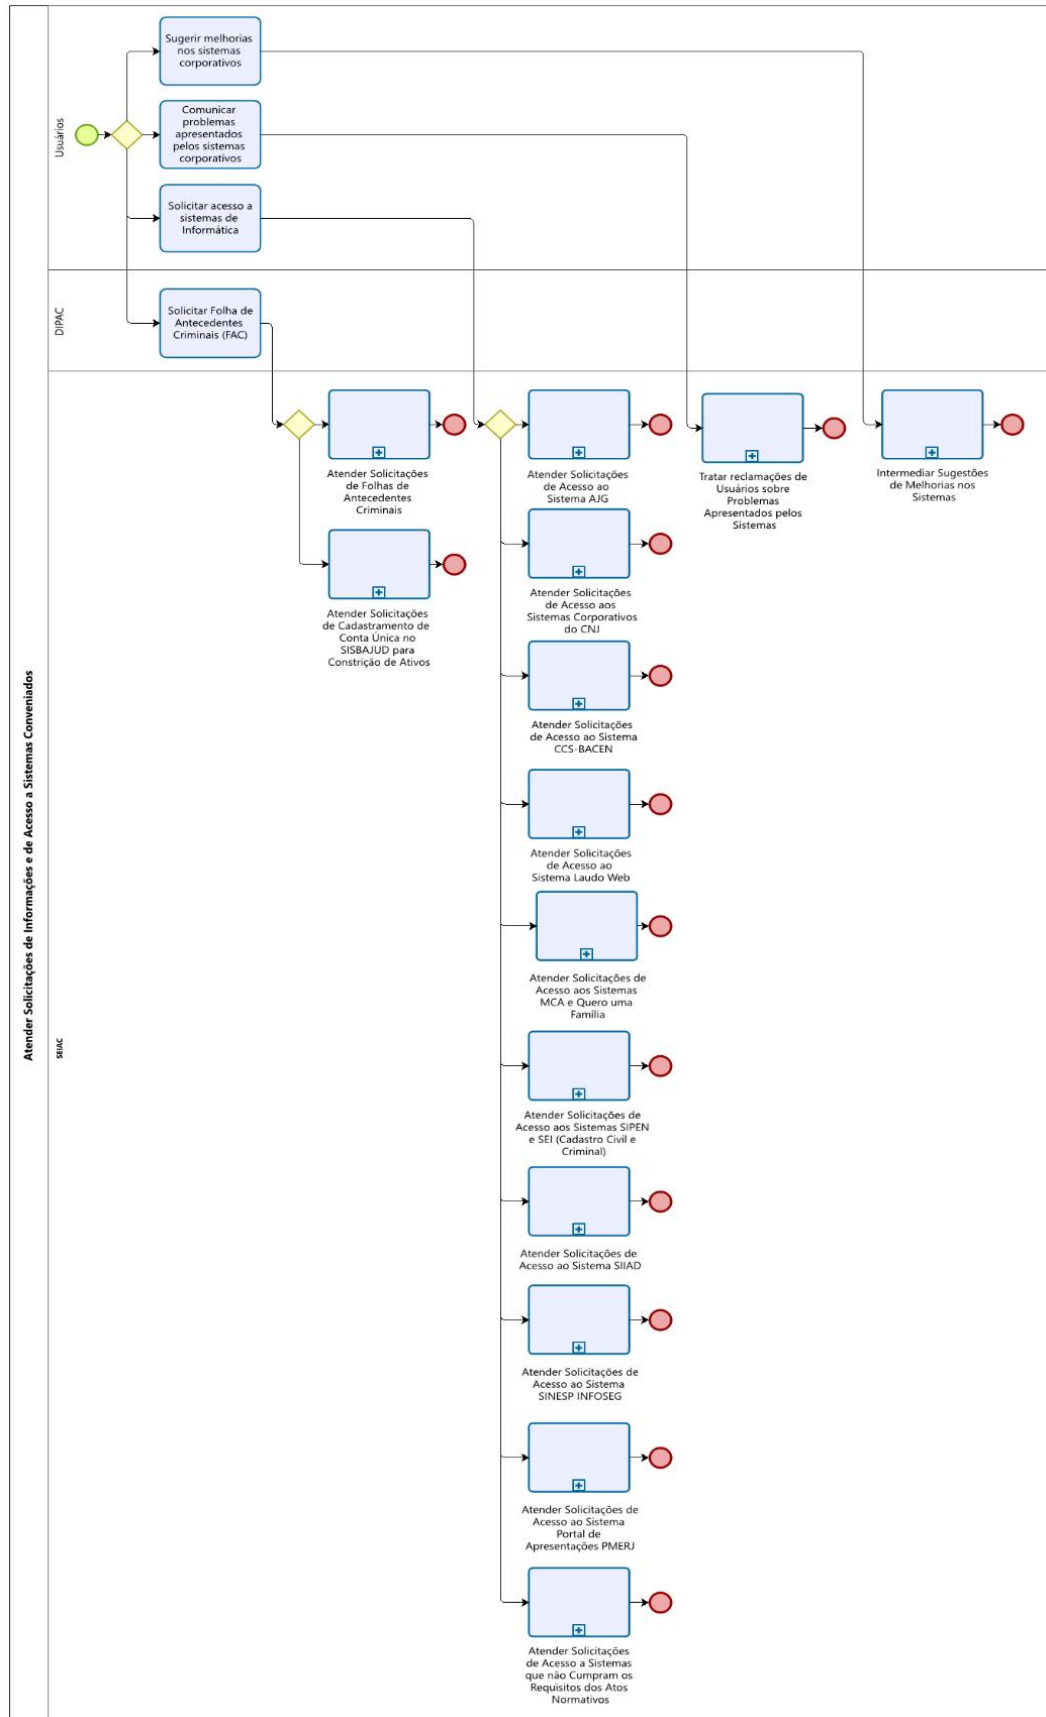 Atender Solicitações de Informações e de Acesso a Sistemas Conveniados
Usuários
Sugerir melhorias
nos sistemas
corporativos
Comunicar
problemas
apresentados
pelos sistemas
corporativos
Solicitar acesso a
sistemas de
Informática
DIPAC
Solicitar Folha de
Antecedentes
Criminais (FAC)
SEIAC
Atender Solicitações
de Folhas de
Antecedentes
Criminais
Atender Solicitações
de Cadastramento de
Conta Única no
SISBAJUD para
Constrição de Ativos
Atender Solicitações
de Acesso ao
Sistema AJG
Atender Solicitações
de Acesso aos
Sistemas Corporativos
do CNJ
Atender Solicitações
de Acesso ao Sistema
CCS-BACEN
Atender Solicitações
de Acesso ao
Sistema Laudo Web
Atender Solicitações de
Acesso aos Sistemas
MCA e Quero uma
Família
Atender Solicitações de
Acesso aos Sistemas SIPEN
e SEI (Cadastro Civil e
Criminal)
Atender Solicitações de
Acesso ao Sistema SIIAD
Atender Solicitações de
Acesso ao Sistema
SINESP INFOSEG
Atender Solicitações de
Acesso ao Sistema
Portal de
Apresentações PMERJ
Atender Solicitações
de Acesso a Sistemas
que não Cumpram os
Requisitos dos Atos
Normativos
Tratar reclamações de
Usuários sobre
Problemas
Apresentados pelos
Sistemas
Intermediar Sugestões
de Melhorias nos
Sistemas